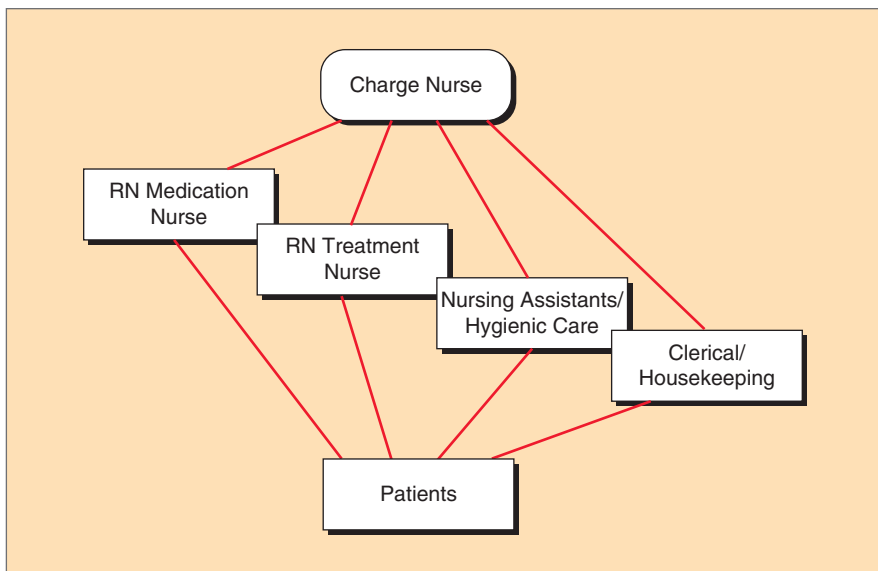 Charge Nurse
RN Medication
Nurse
RN Treatment
Nurse
Nursing Assistants/
Hygienic Care
Clerical/
Housekeeping
Patients